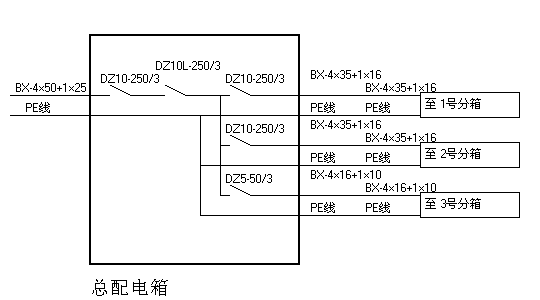 DZ10L-250/3
BX-4×50+1×25 DZ10-250/3 DZ10-250/3 BX-4×35+1×16
BX-4×35+1×16
PE线 PE线 PE线 至1号分箱
DZ10-250/3 BX-4×35+1×16
BX-4×35+1×16
PE线 PE线 至2号分箱
DZ5-50/3 BX-4×16+1×10
BX-4×16+1×10
PE线 PE线 至3号分箱
总配电箱